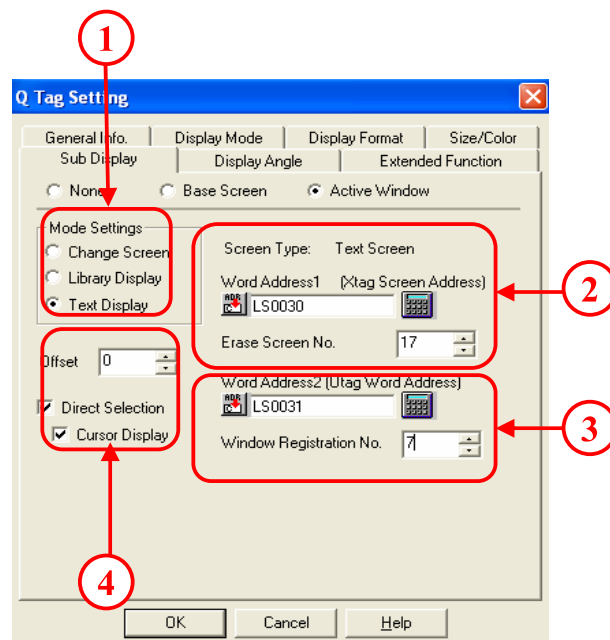 1
Q Tag Setting
General Info. Display Mode Display Format Size/Color
Sub Display Display Angle Extended Function
None Base Screen Active Window
Mode Settings
Change Screen
Library Display
Text Display
Screen Type: Text Screen
Word Address1 (Xtag Screen Address)
ADR LS0030
Erase Screen No. 17
2
Offset 0
Direct Selection
Cursor Display
Word Address2 (Utag Word Address)
ADR LS0031
Window Registration No. 7
3
4
OK Cancel Help